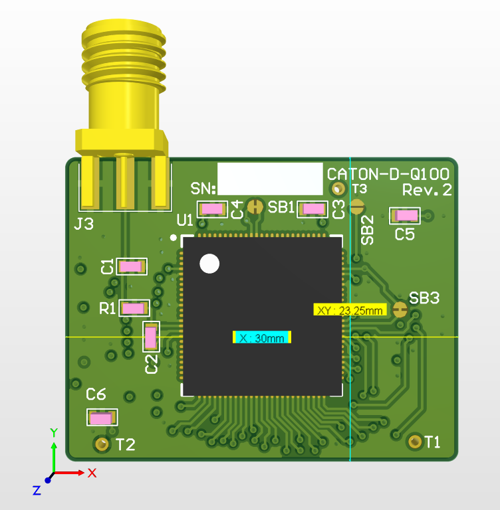 CATON-D-Q100
SN:
T3
Rev.2
J3
U1
C4
SB1
C3
SB2
C5
C1
R1
SB3
XY : 23.25mm
X : 30mm
C2
C6
T2
T1
Y
X
Z